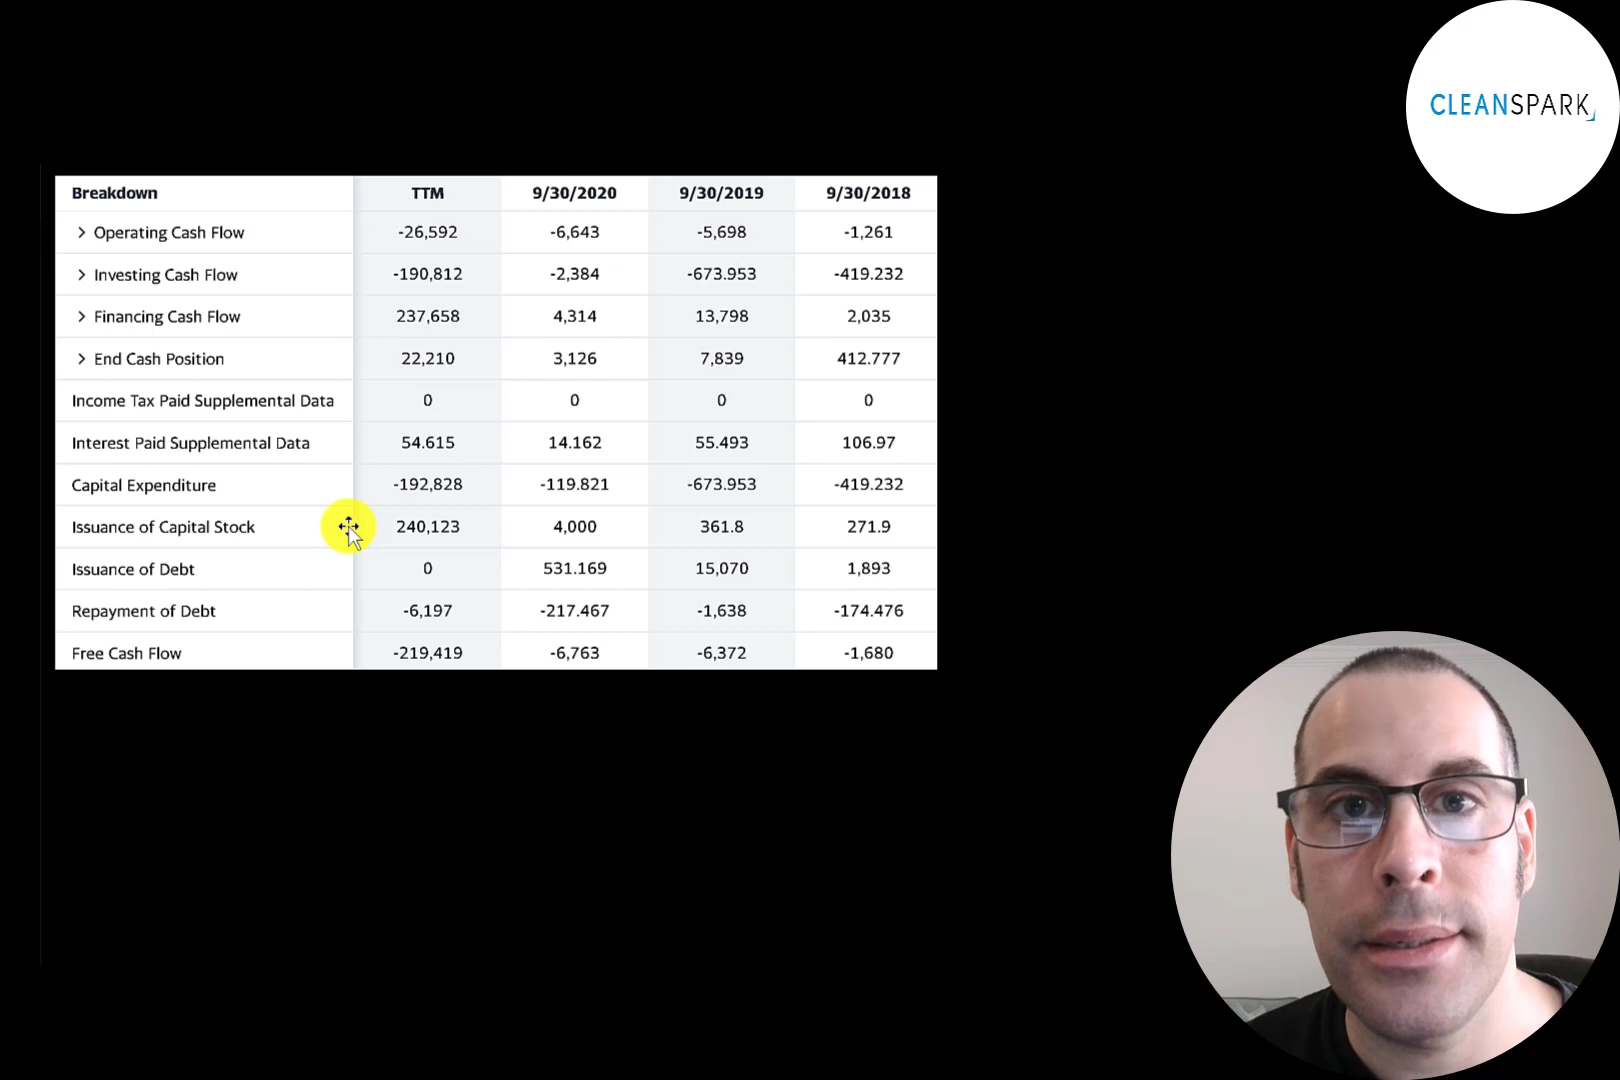 CLEANSPARK
Breakdown TTM 9/30/2020 9/30/2019 9/30/2018
Operating Cash Flow -26,592 -6,643 -5,698 -1,261
Investing Cash Flow -190,812 -2,384 -673.953 -419.232
Financing Cash Flow 237,658 4,314 13,798 2,035
End Cash Position 22,210 3,126 7,839 412.777
Income Tax Paid Supplemental Data 0 0 0 0
Interest Paid Supplemental Data 54.615 14.162 55.493 106.97
Capital Expenditure -192,828 -119.821 -673.953 -419.232
Issuance of Capital Stock 240,123 4,000 361.8 271.9
Issuance of Debt 0 531.169 15,070 1,893
Repayment of Debt -6,197 -217.467 -1,638 -174.476
Free Cash Flow -219,419 -6,763 -6,372 -1,680